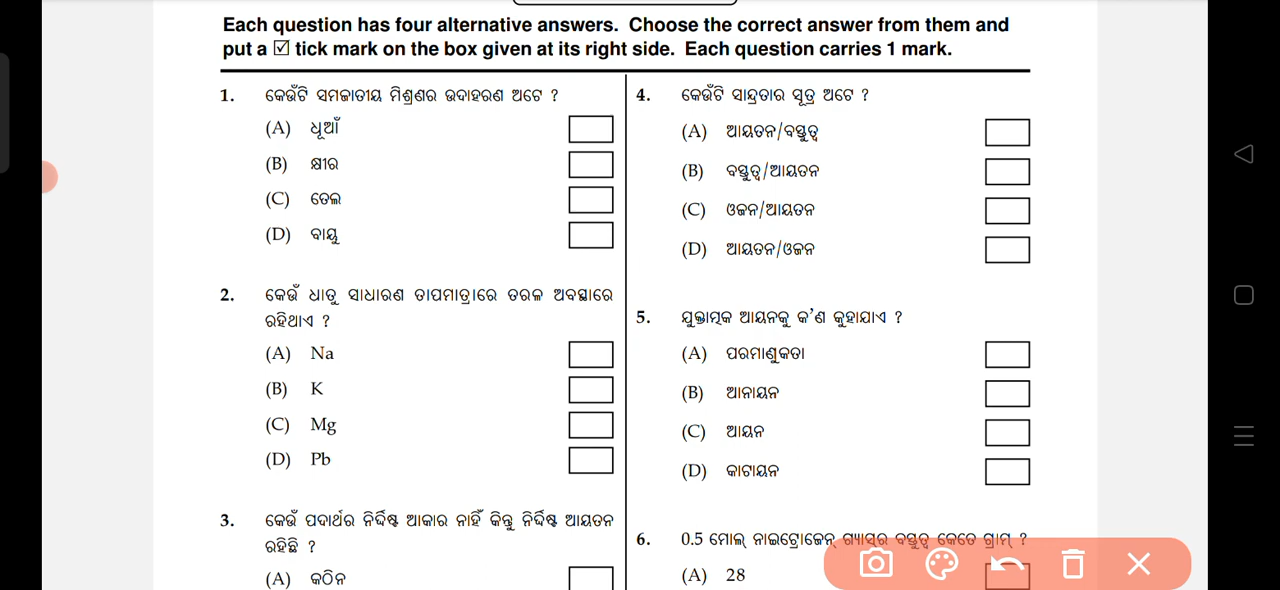 Each question has four alternative answers. Choose the correct answer from them and
put a ☑ tick mark on the box given at its right side. Each question carries 1 mark.
1. କେଉଁଟି ସମଜାତୀୟ ମିଶ୍ରଣର ଉଦାହରଣ ଅଟେ ?
(A) ଧୂଆଁ
(B) କ୍ଷୀର
(C) ତେଲ
(D) ବାୟୁ
2. କେଉଁ ଧାତୁ ସାଧାରଣ ତାପମାତ୍ରାରେ ତରଳ ଅବସ୍ଥାରେ
ରହିଥାଏ ?
(A) Na
(B) K
(C) Mg
(D) Pb
3. କେଉଁ ପଦାର୍ଥର ନିର୍ଦ୍ଦିଷ୍ଟ ଆକାର ନାହିଁ କିନ୍ତୁ ନିର୍ଦ୍ଦିଷ୍ଟ ଆୟତନ
ରହିଛି ?
(A) କଠିନ
4. କେଉଁଟି ସାନ୍ଦ୍ରତାର ସୂତ୍ର ଅଟେ ?
(A) ଆୟତନ/ବସ୍ତୁତ୍ୱ
(B) ବସ୍ତୁତ୍ୱ/ଆୟତନ
(C) ଓଜନ/ଆୟତନ
(D) ଆୟତନ/ଓଜନ
5. ଯୁକ୍ତାତ୍ମକ ଆୟନକୁ କ'ଣ କୁହାଯାଏ ?
(A) ପରମାଣୁକତା
(B) ଆନାୟନ
(C) ଆୟନ
(D) କାଟାୟନ
6. 0.5 ମୋଲ୍ ନାଇଟ୍ରୋଜେନ୍ ଗ୍ୟାସ୍‌ର ବସ୍ତୁତ୍ୱ କେତେ ଗ୍ରାମ୍ ?
(A) 28